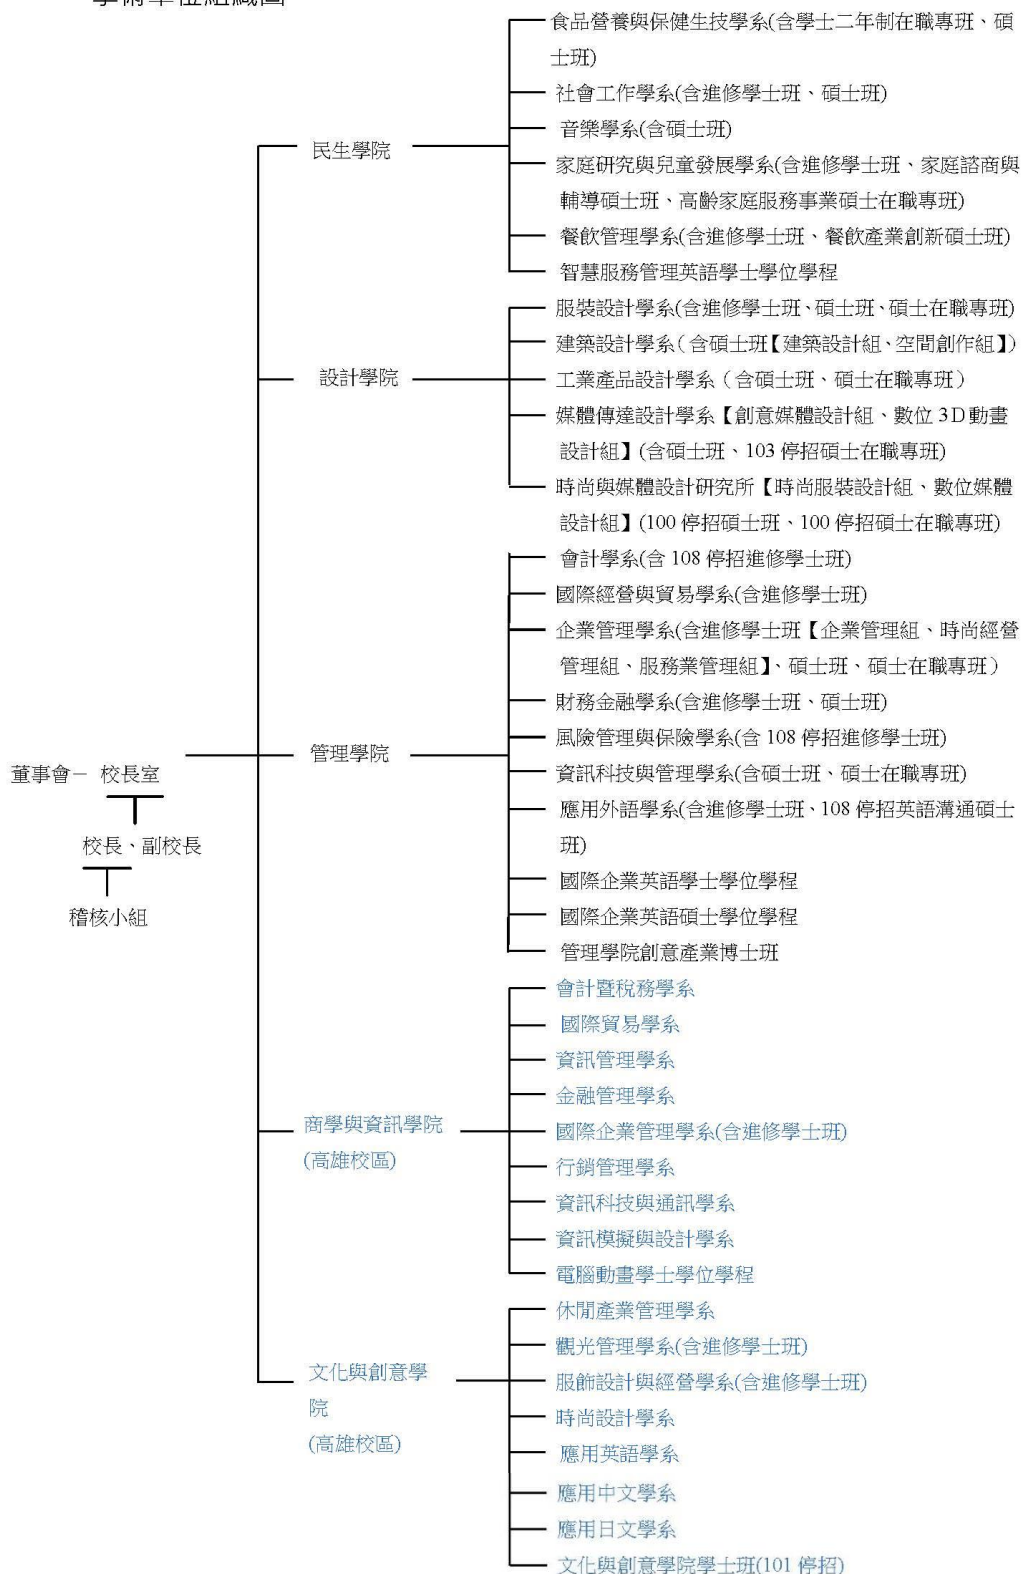 學術單位組織圖
食品營養與保健生技學系(含學士二年制在職專班、碩
士班)
社會工作學系(含進修學士班、碩士班)
音樂學系(含碩士班)
民生學院
家庭研究與兒童發展學系(含進修學士班、家庭諮商與
輔導碩士班、高齡家庭服務事業碩士在職專班)
餐飲管理學系(含進修學士班、餐飲產業創新碩士班)
智慧服務管理英語學士學位學程
服裝設計學系(含進修學士班、碩士班、碩士在職專班)
建築設計學系（含碩士班【建築設計組、空間創作組】）
設計學院
工業產品設計學系（含碩士班、碩士在職專班）
媒體傳達設計學系【創意媒體設計組、數位 3D 動畫
設計組】(含碩士班、103 停招碩士在職專班)
時尚與媒體設計研究所【時尚服裝設計組、數位媒體
設計組】(100 停招碩士班、100 停招碩士在職專班)
會計學系(含 108 停招進修學士班)
國際經營與貿易學系(含進修學士班)
企業管理學系(含進修學士班【企業管理組、時尚經營
管理組、服務業管理組】、碩士班、碩士在職專班）
財務金融學系(含進修學士班、碩士班)
風險管理與保險學系(含 108 停招進修學士班)
管理學院
董事會－ 校長室
資訊科技與管理學系(含碩士班、碩士在職專班)
應用外語學系(含進修學士班、108 停招英語溝通碩士
班)
校長、副校長
國際企業英語學士學位學程
國際企業英語碩士學位學程
稽核小組
管理學院創意產業博士班
會計暨稅務學系
國際貿易學系
資訊管理學系
金融管理學系
商學與資訊學院
(高雄校區)
國際企業管理學系(含進修學士班)
行銷管理學系
資訊科技與通訊學系
資訊模擬與設計學系
電腦動畫學士學位學程
休閒產業管理學系
觀光管理學系(含進修學士班)
文化與創意學
院
(高雄校區)
服飾設計與經營學系(含進修學士班)
時尚設計學系
應用英語學系
應用中文學系
應用日文學系
文化與創意學院學士班(101 停招)